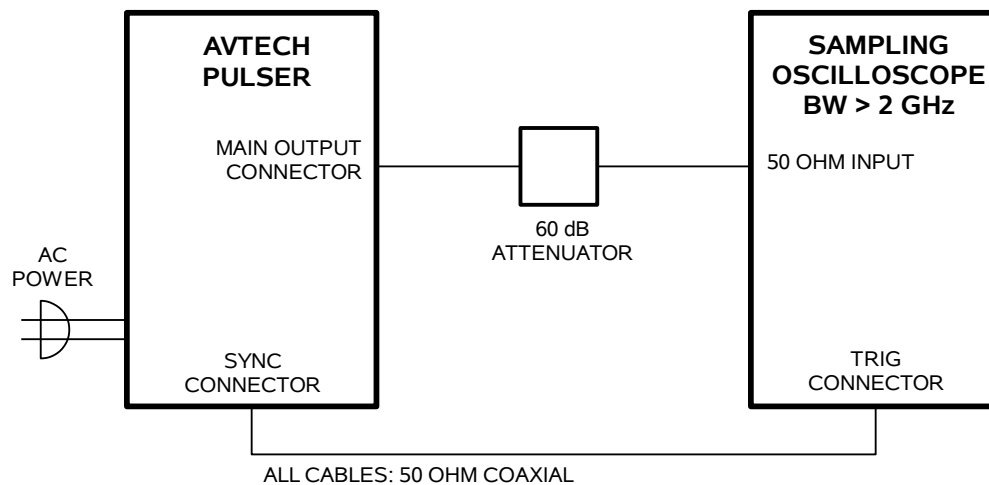 AVTECH
PULSER
SAMPLING
OSCILLOSCOPE
BW > 2 GHz
MAIN OUTPUT
CONNECTOR
50 OHM INPUT
60 dB
ATTENUATOR
AC
POWER
SYNC
CONNECTOR
TRIG
CONNECTOR
ALL CABLES: 50 OHM COAXIAL